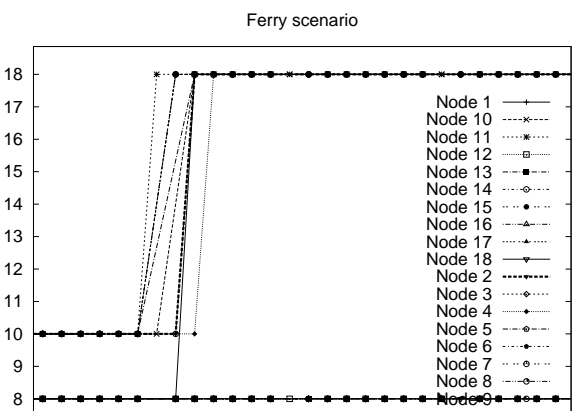 Ferry scenario
18
17
16
15
14
13
12
11
10
9
8
Node 1
Node 10
Node 11
Node 12
Node 13
Node 14
Node 15
Node 16
Node 17
Node 18
Node 2
Node 3
Node 4
Node 5
Node 6
Node 7
Node 8
Node 9